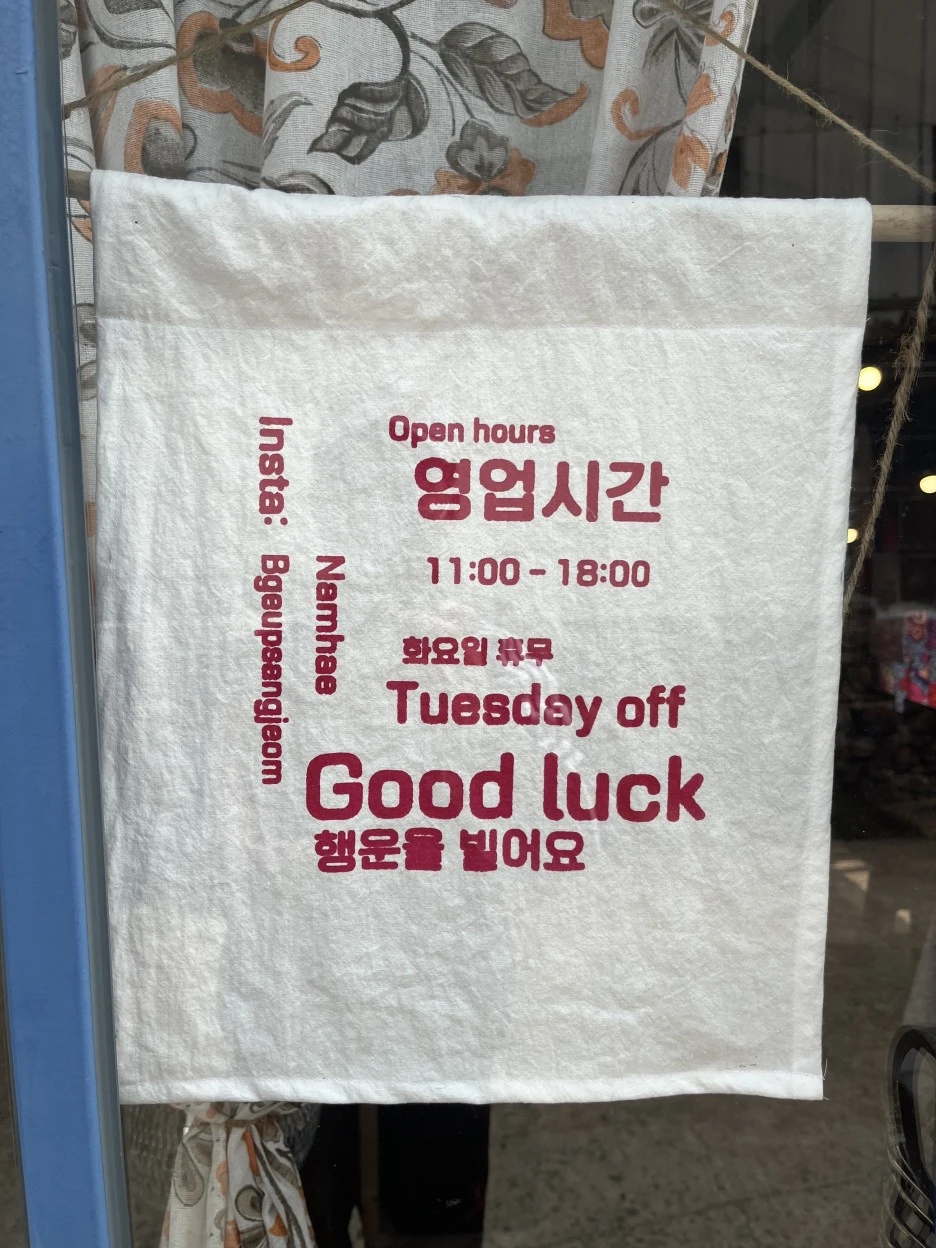 Open hours
영업시간
11:00 - 18:00
화요일 휴무
Tuesday off
Good luck
행운을 빌어요
Insta: Bgeupsangjeom
Namhae